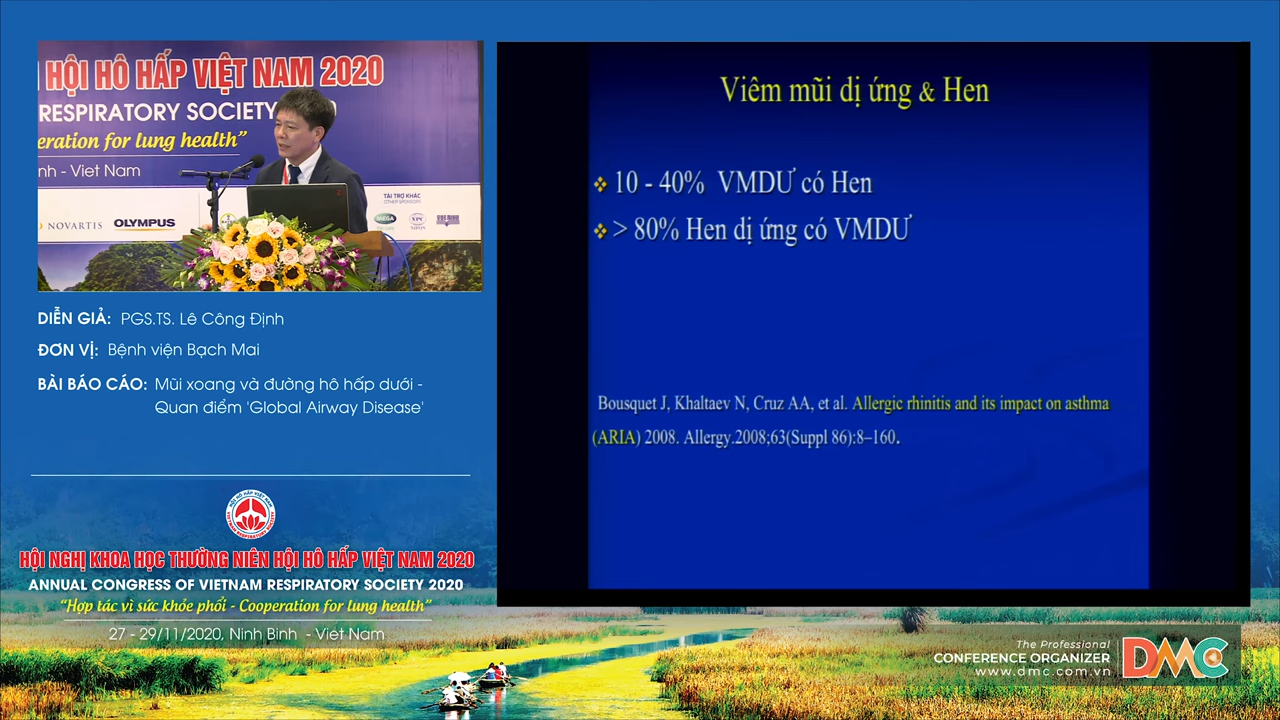 HỘI HÔ HẤP VIỆT NAM 2020
RESPIRATORY SOCIETY
eration for lung health”
nh - Viet Nam
TÀI TRỢ KHÁC
NOVARTIS
OLYMPUS
DIỄN GIẢ: PGS.TS. Lê Công Định
ĐƠN VỊ: Bệnh viện Bạch Mai
BÀI BÁO CÁO: Mũi xoang và đường hô hấp dưới -
Quan điểm 'Global Airway Disease'
HỘI NGHỊ KHOA HỌC THƯỜNG NIÊN HỘI HÔ HẤP VIỆT NAM 2020
ANNUAL CONGRESS OF VIETNAM RESPIRATORY SOCIETY 2020
“Hợp tác vì sức khỏe phổi - Cooperation for lung health”
27 - 29/11/2020, Ninh Bình - Viet Nam
Viêm mũi dị ứng & Hen
10 - 40% VMDƯ có Hen
> 80% Hen dị ứng có VMDƯ
Bousquet J, Khaltaev N, Cruz AA, et al. Allergic rhinitis and its impact on asthma
(ARIA) 2008. Allergy.2008;63(Suppl 86):8–160.
The Professional
CONFERENCE ORGANIZER
www.dmc.com.vn
DMC